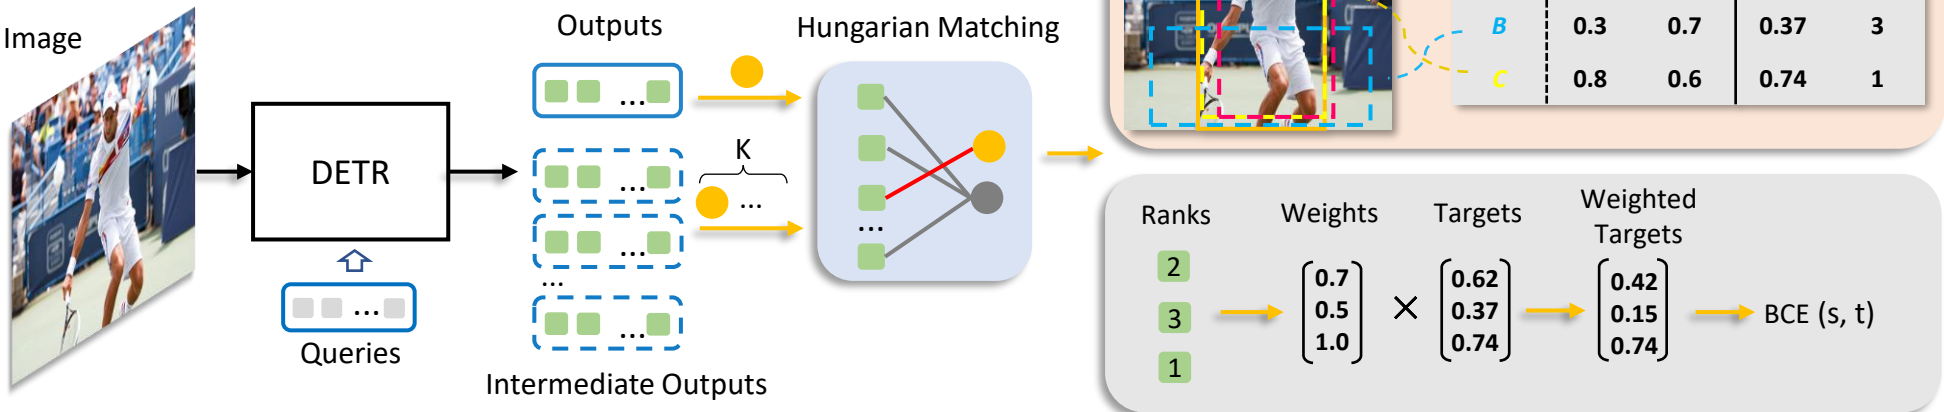 Image
DETR
Queries
Outputs
...
K
...
...
...
...
...
Intermediate Outputs
Hungarian Matching
...
B 0.3 0.7 0.37 3
C 0.8 0.6 0.74 1
Ranks Weights Targets Weighted Targets
2 0.7 × 0.62 0.42
3 0.5 0.37 0.15 BCE (s, t)
1 1.0 0.74 0.74
...